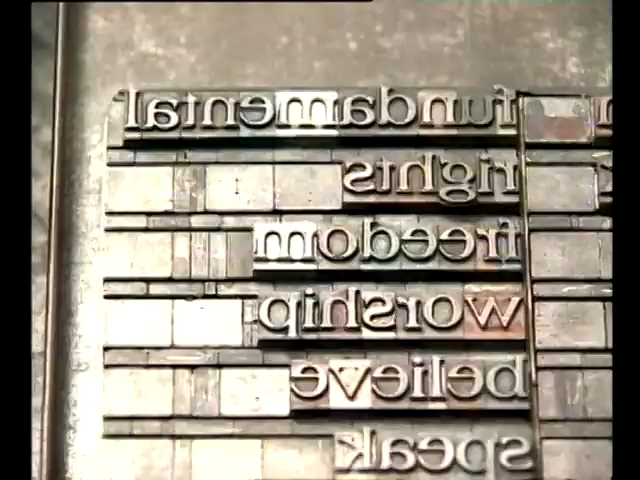 fundamental
rights
freedom
worship
believe
speak